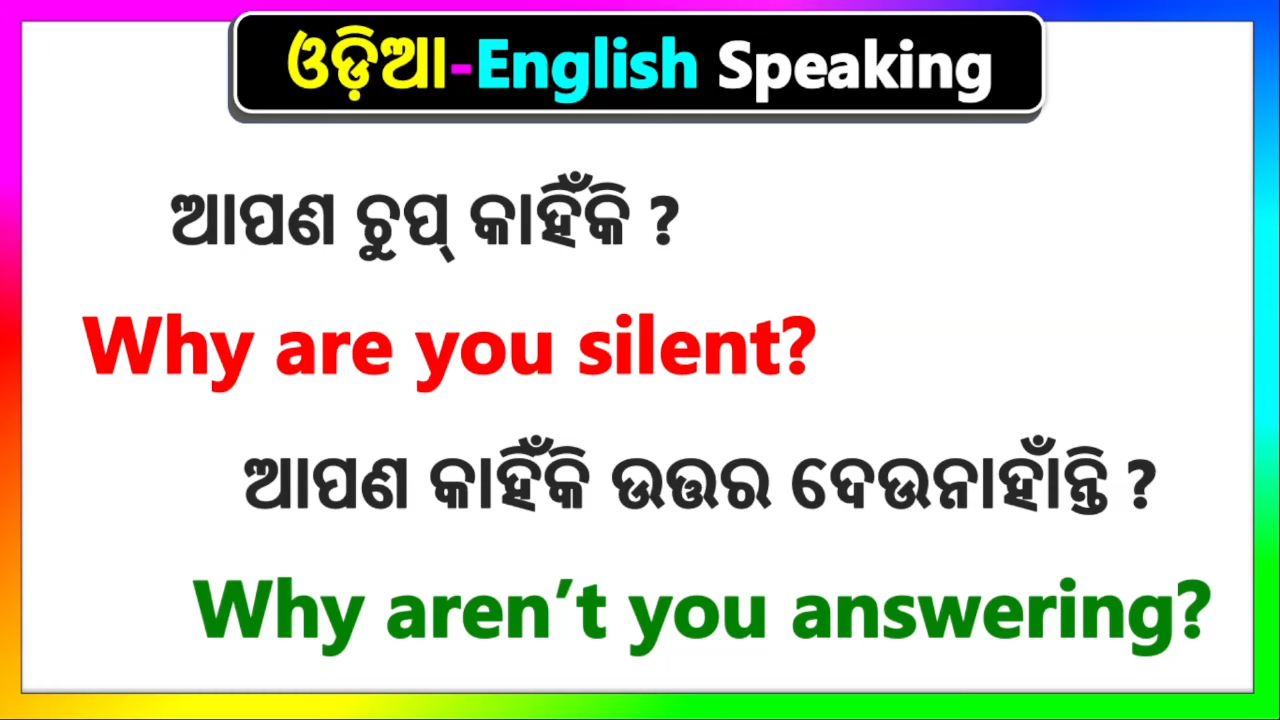 ଓଡ଼ିଆ-English Speaking
ଆପଣ ଚୁପ୍ କାହିଁକି ?
Why are you silent?
ଆପଣ କାହିଁକି ଉତ୍ତର ଦେଉନାହାଁନ୍ତି ?
Why aren’t you answering?